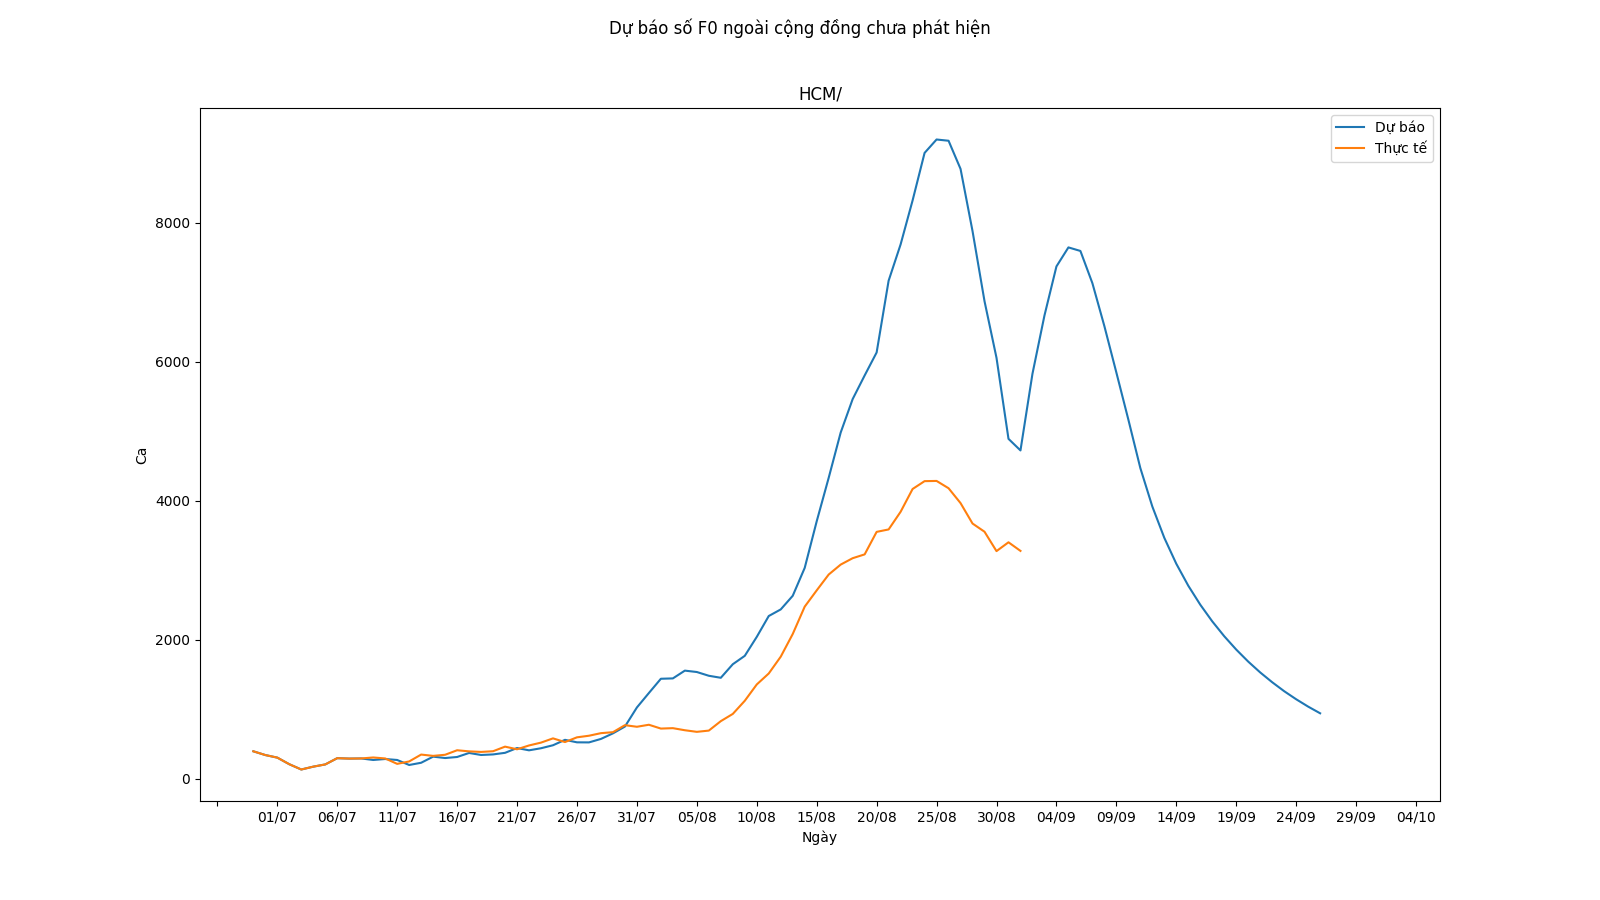 Dự báo số F0 ngoài cộng đồng chưa phát hiện
HCM/
Dự báo
Thực tế
8000
6000
4000
2000
0
Ca
01/07 06/07 11/07 16/07 21/07 26/07 31/07 05/08 10/08 15/08 20/08 25/08 30/08 04/09 09/09 14/09 19/09 24/09 29/09 04/10
Ngày